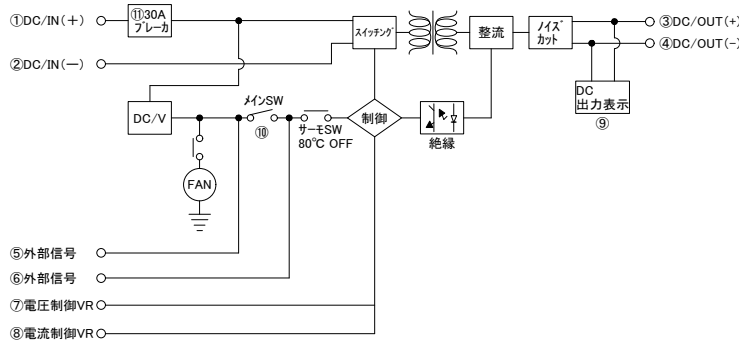 ①DC/IN(+)
⑪30A
ブレーカ
スイッチング
整流
ノイズ
カット
③DC/OUT(+)
④DC/OUT(-)
②DC/IN(—)
DC
出力表示
⑨
DC/V
メインSW
⑩
サーモSW
80℃ OFF
制御
絶縁
FAN
⑤外部信号
⑥外部信号
⑦電圧制御VR
⑧電流制御VR